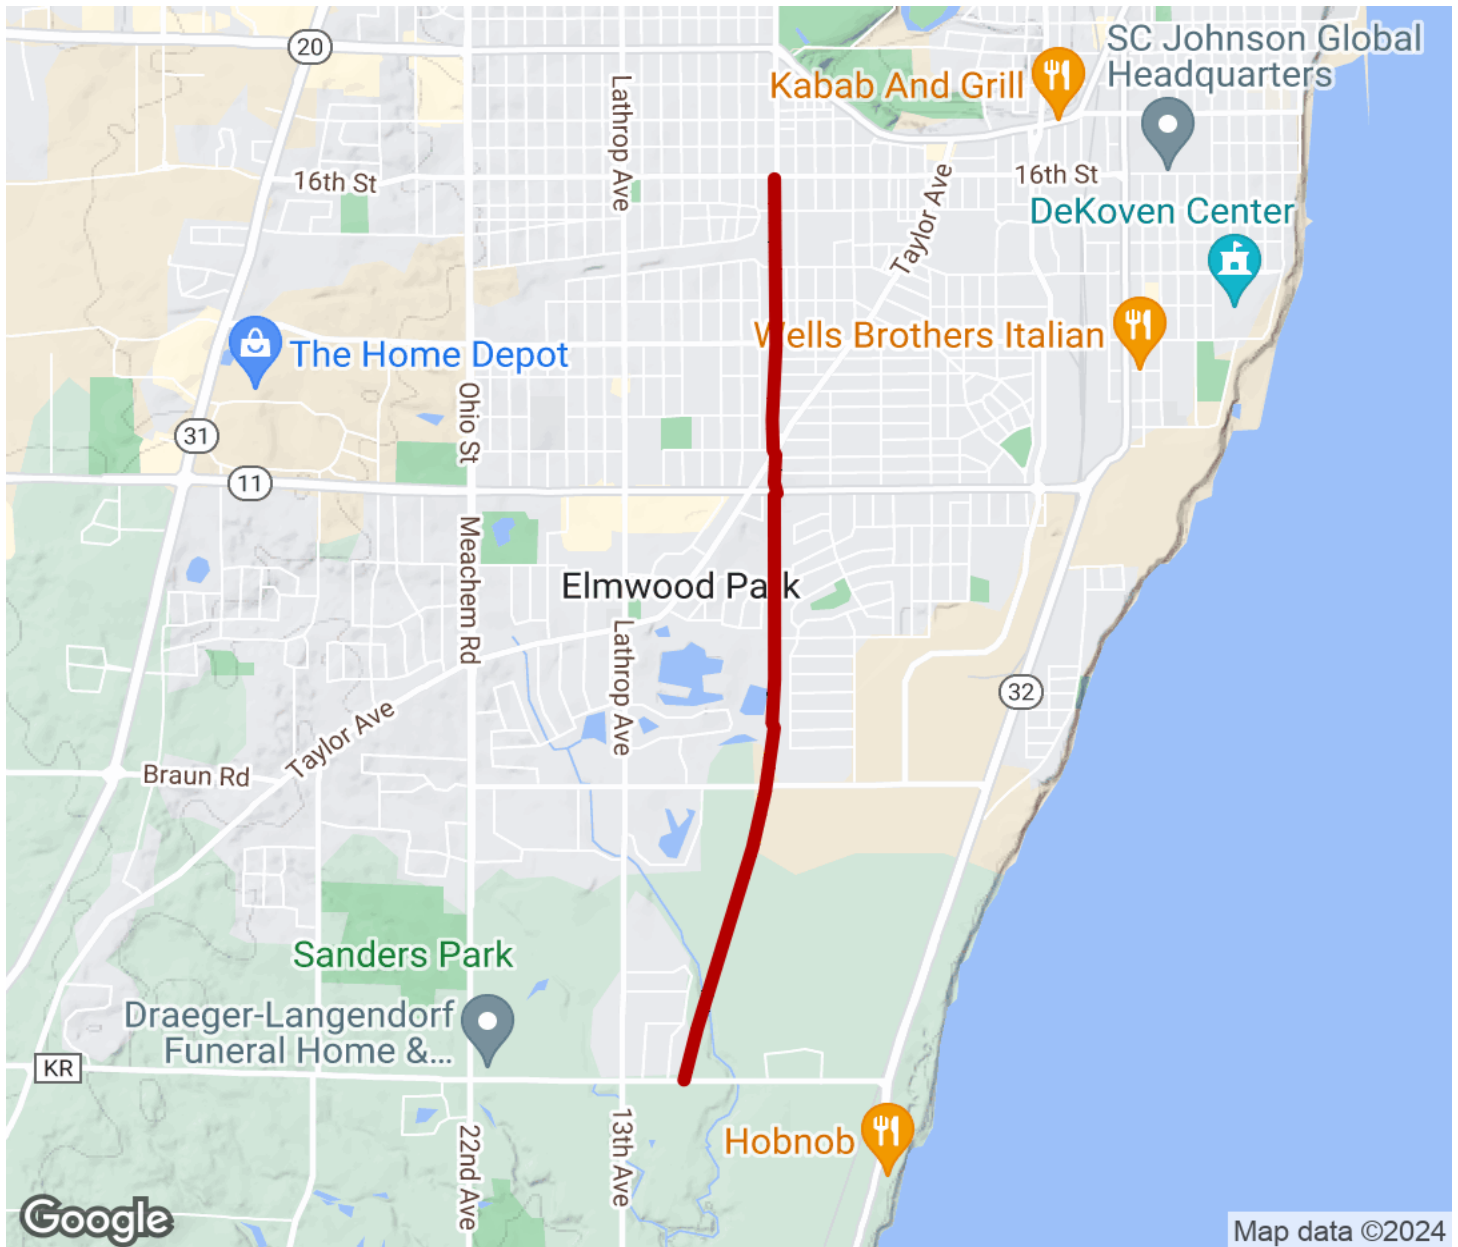 20
SC Johnson Global
Headquarters
Kabab And Grill
Lathrop Ave
16th St
16th St
Taylor Ave
DeKoven Center
Wells Brothers Italian
The Home Depot
Ohio St
31
11
Meachem Rd
Elmwood Park
Lathrop Ave
32
Taylor Ave
Braun Rd
Sanders Park
Draeger-Langendorf
Funeral Home &...
KR
13th Ave
22nd Ave
Hobnob
Google
Map data ©2024